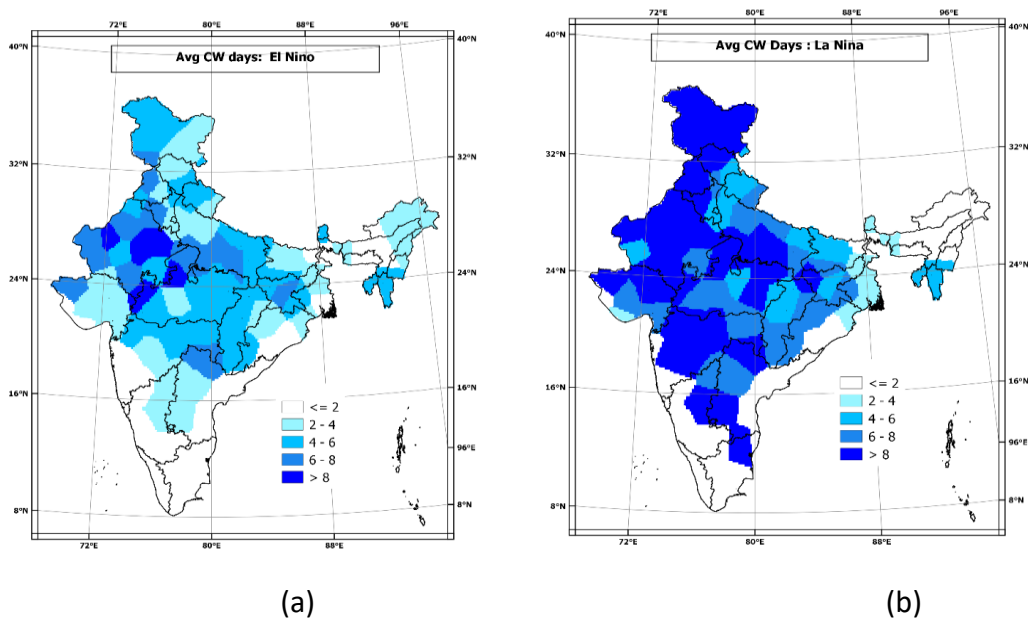 72°E 96°E
40°N 40°N
Avg CW days: El Nino
32°N 32°N
24°N 24°N
16°N 16°N
<= 2
2 - 4
4 - 6
6 - 8
> 8
96°E
8°N 8°N
72°E 80°E 88°E
(a)
72°E 80°E 88°E 96°E
40°N 40°N
Avg CW Days : La Nina
32°N 32°N
24°N 24°N
16°N 16°N
<= 2
2 - 4
4 - 6
6 - 8
> 8
96°E
8°N 8°N
72°E 80°E 88°E
(b)